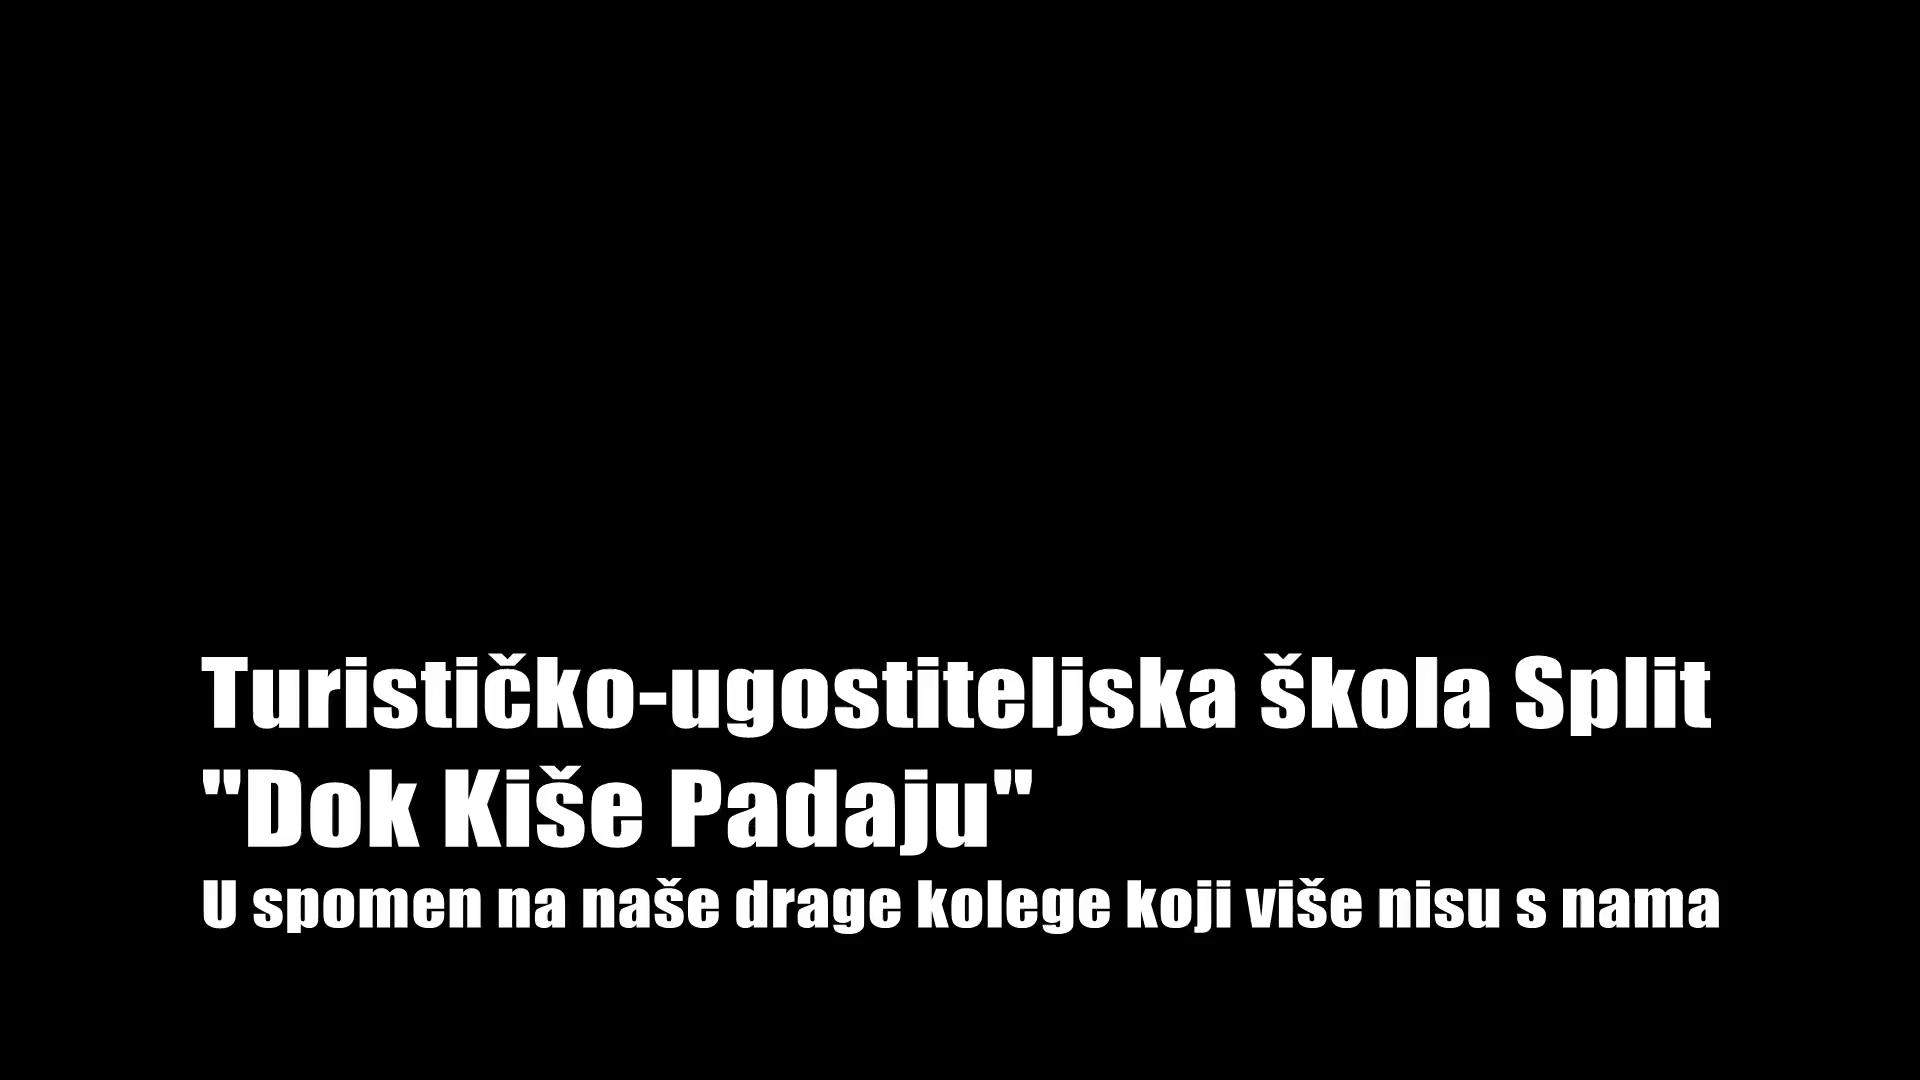 Turističko-ugostiteljska škola Split
"Dok Kiše Padaju"
U spomen na naše drage kolege koji više nisu s nama